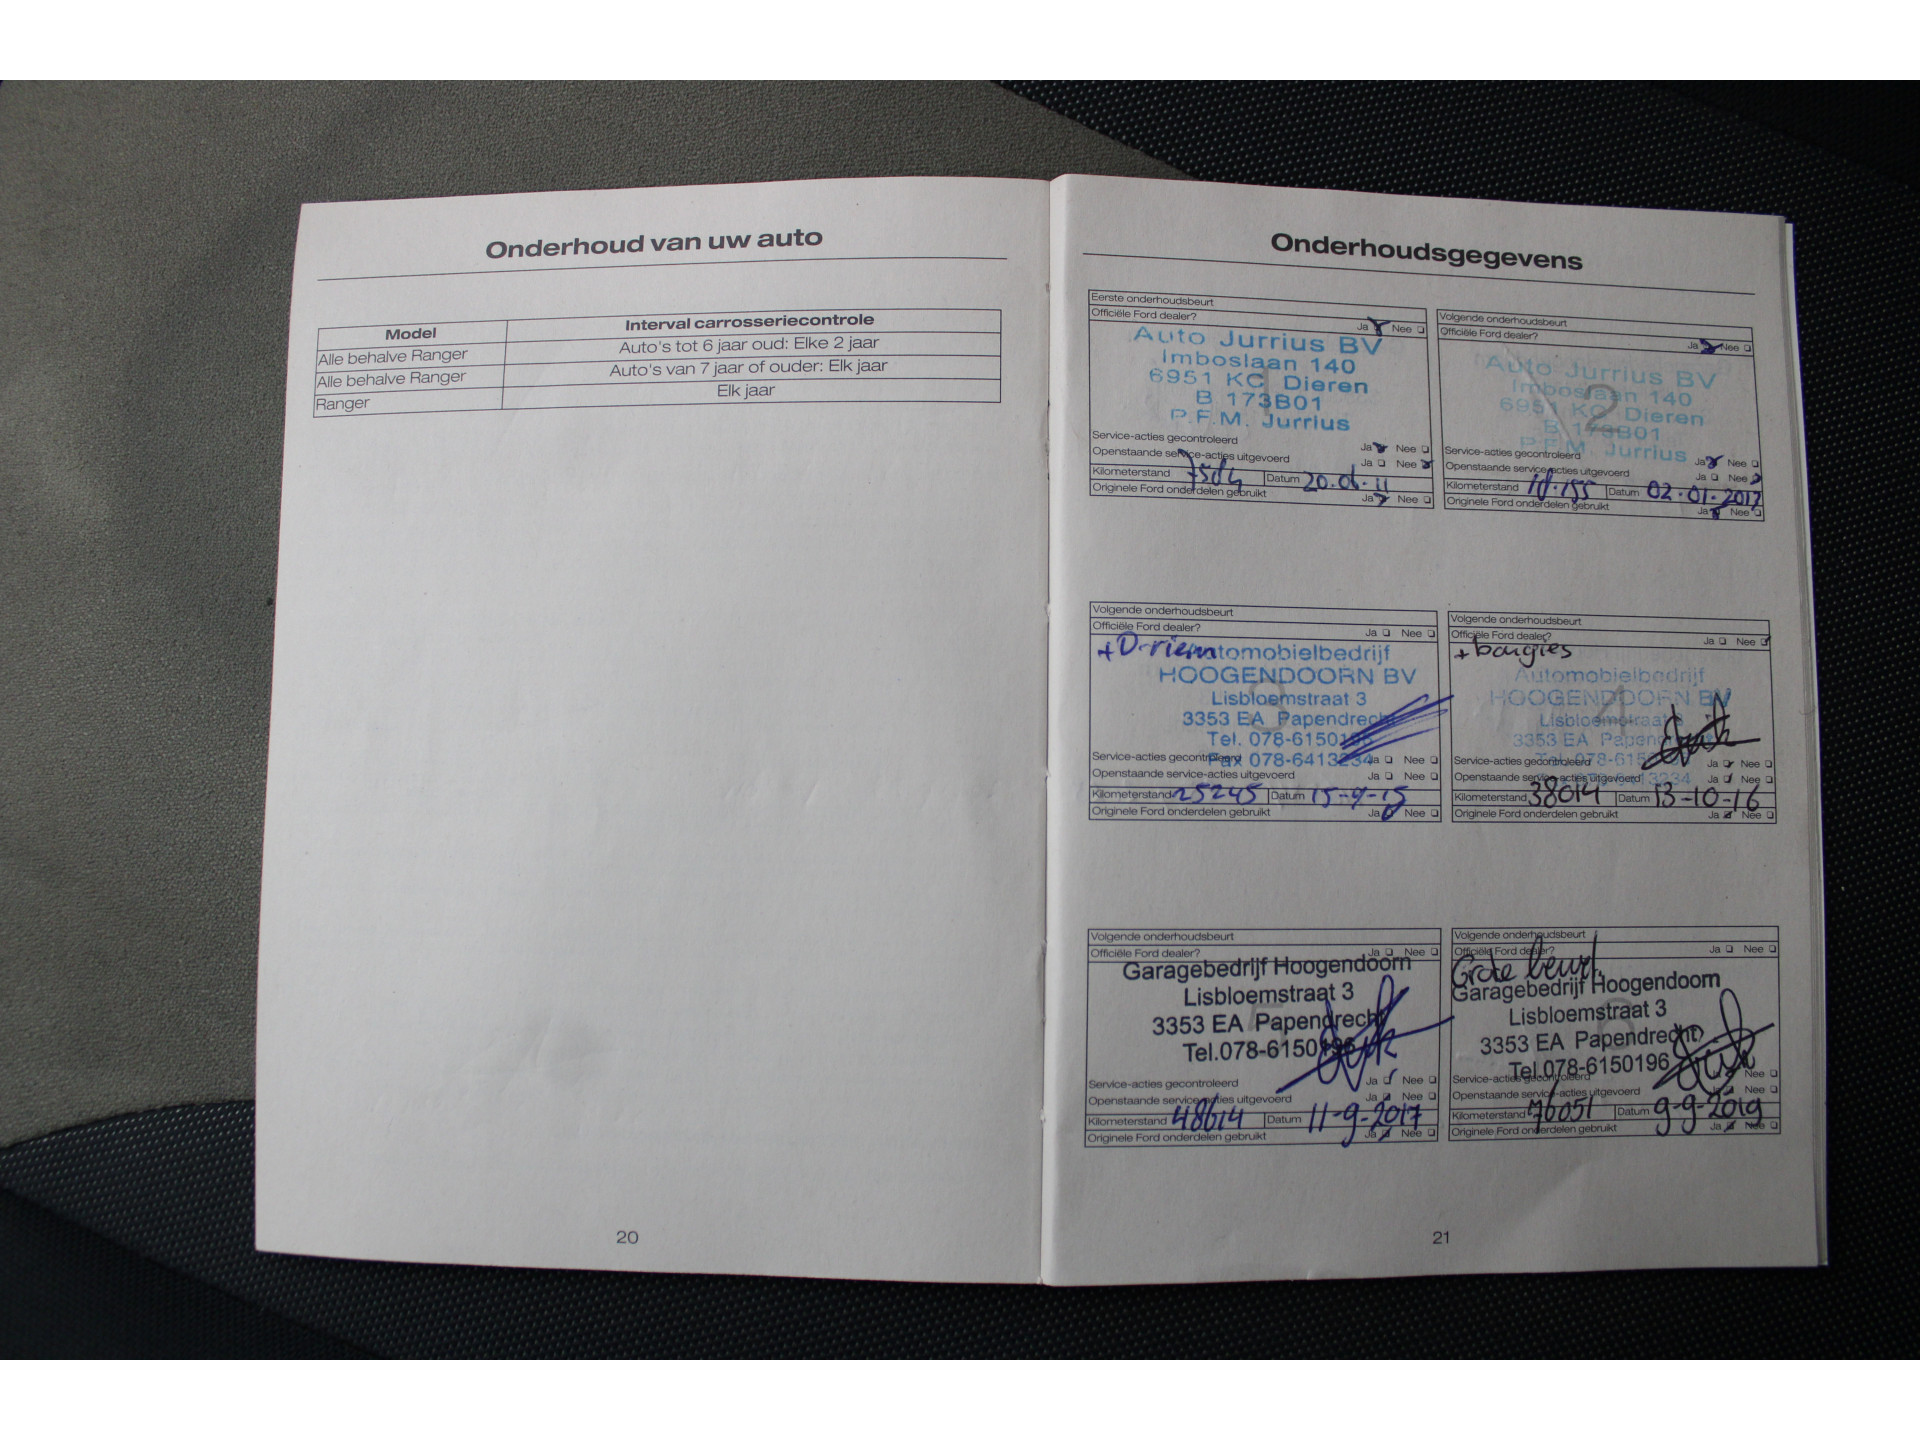 Onderhoud van uw auto
Model Interval carrosseriecontrole
Alle behalve Ranger Auto's tot 6 jaar oud: Elke 2 jaar
Alle behalve Ranger Auto's van 7 jaar of ouder: Elk jaar
Ranger Elk jaar
20
Onderhoudsgegevens
Eerste onderhoudsbeurt
Officiële Ford dealer?
Ja Nee
Auto Jurrius BV
Imboslaan 140
6951 KC Dieren
B 173B01
P.F.M. Jurrius
1
Service-acties gecontroleerd
Ja Nee
Openstaande service-acties uitgevoerd
Ja Nee
Kilometerstand Datum 20.06.11
Originele Ford onderdelen gebruikt
Ja Nee
Volgende onderhoudsbeurt
Officiële Ford dealer?
Ja Nee
Auto Jurrius BV
Imboslaan 140
6951 KC Dieren
B 173B01
P.F.M. Jurrius
2
Service-acties gecontroleerd
Ja Nee
Openstaande service-acties uitgevoerd
Ja Nee
Kilometerstand Datum 02.01.2013
Originele Ford onderdelen gebruikt
Ja Nee
Volgende onderhoudsbeurt
Officiële Ford dealer?
Ja Nee
+ D-riem
Automobielbedrijf
HOOGENDOORN BV
Lisbloemstraat 3
3353 EA Papendrecht
Tel. 078-6150196
Fax 078-6413234
3
Service-acties gecontroleerd
Ja Nee
Openstaande service-acties uitgevoerd
Ja Nee
Kilometerstand 25245 Datum
Originele Ford onderdelen gebruikt
Ja Nee
Volgende onderhoudsbeurt
Officiële Ford dealer?
Ja Nee
+ bougies
Automobielbedrijf
HOOGENDOORN BV
Lisbloemstraat 3
3353 EA Papendrecht
4
Service-acties gecontroleerd
Ja Nee
Openstaande service-acties uitgevoerd
Ja Nee
Kilometerstand 38014 Datum 13-10-16
Originele Ford onderdelen gebruikt
Ja Nee
Volgende onderhoudsbeurt
Officiële Ford dealer?
Ja Nee
Garagebedrijf Hoogendoorn
Lisbloemstraat 3
3353 EA Papendrecht
Tel.078-6150196
Service-acties gecontroleerd
Ja Nee
Openstaande service-acties uitgevoerd
Ja Nee
Kilometerstand 48614 Datum 11-9-2017
Originele Ford onderdelen gebruikt
Ja Nee
Volgende onderhoudsbeurt
Officiële Ford dealer?
Ja Nee
Grote beurt
Garagebedrijf Hoogendoorn
Lisbloemstraat 3
3353 EA Papendrecht
Tel.078-6150196
6
Service-acties gecontroleerd
Nee
Openstaande service-acties uitgevoerd
Ja Nee
Kilometerstand 76051 Datum 9-9-2019
Originele Ford onderdelen gebruikt
Ja Nee
21